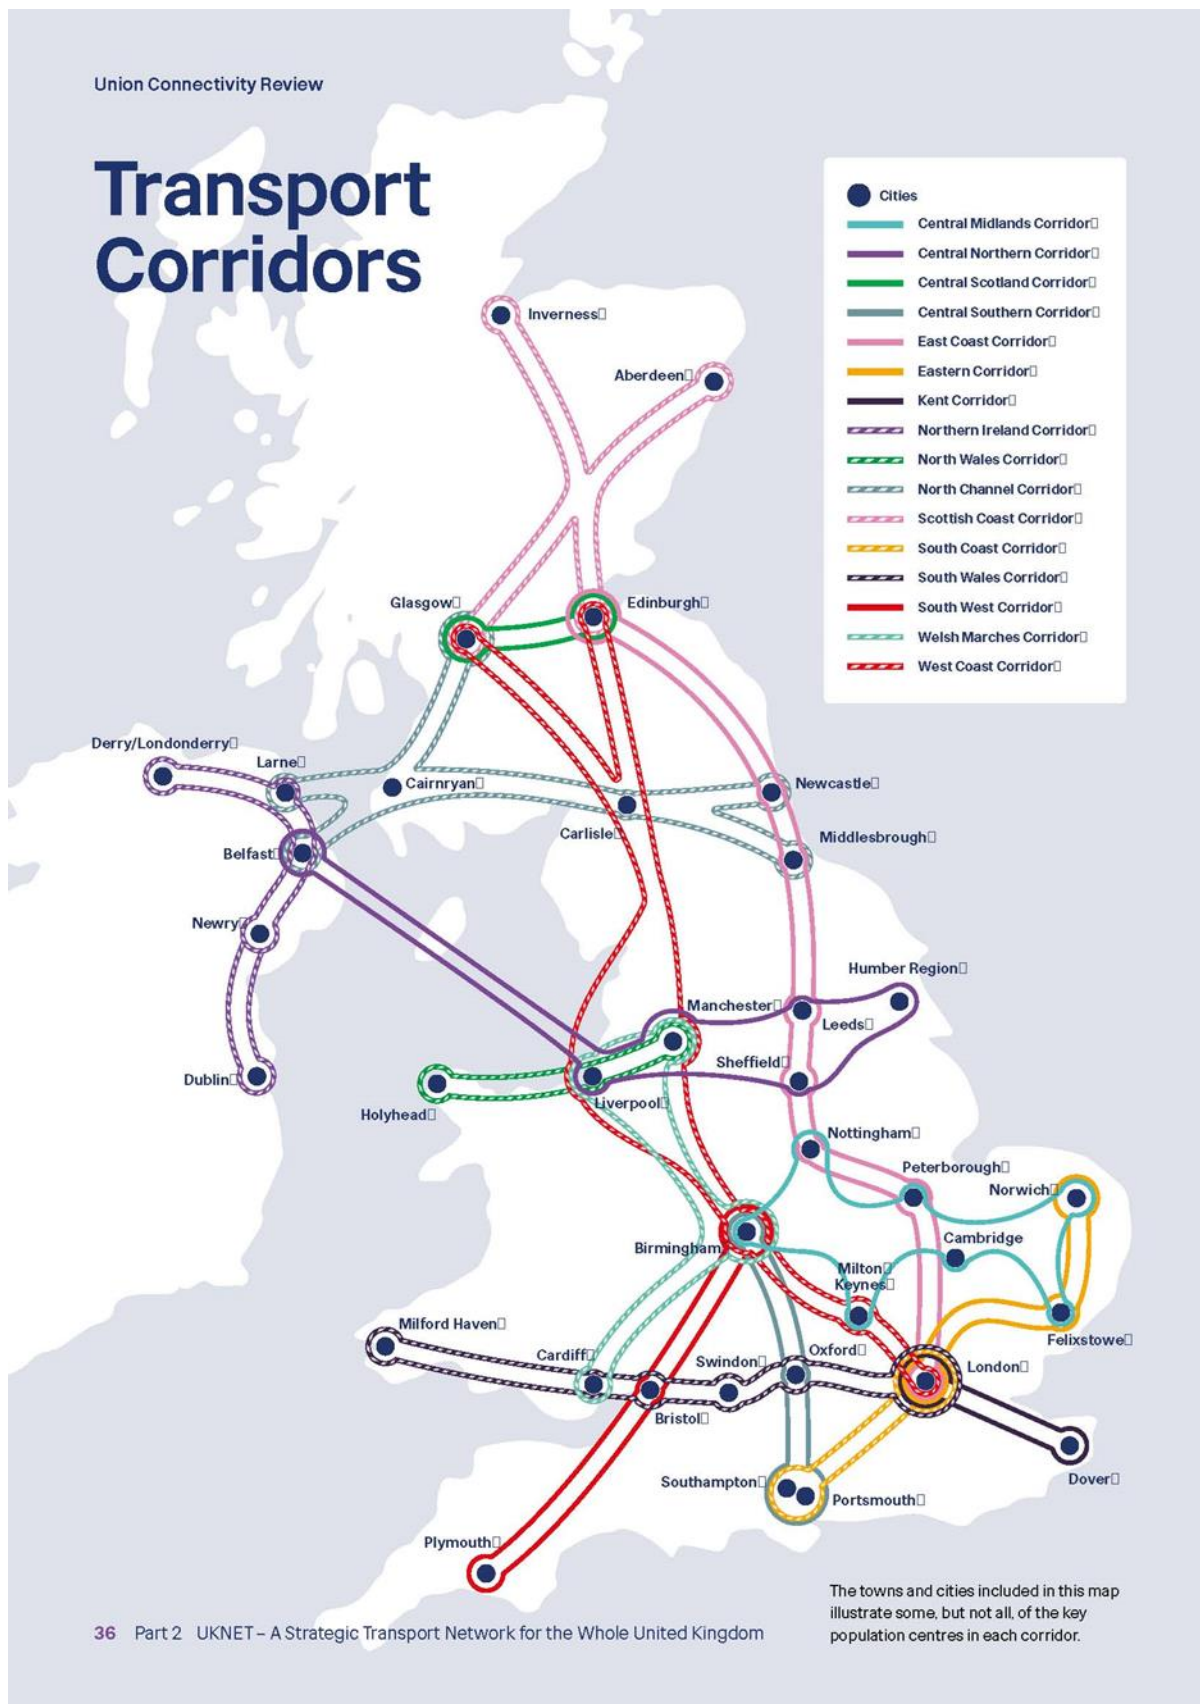 Union Connectivity Review
Transport
Corridors
Cities
Central Midlands Corridor
Central Northern Corridor
Central Scotland Corridor
Central Southern Corridor
East Coast Corridor
Eastern Corridor
Kent Corridor
Northern Ireland Corridor
North Wales Corridor
North Channel Corridor
Scottish Coast Corridor
South Coast Corridor
South Wales Corridor
South West Corridor
Welsh Marches Corridor
West Coast Corridor
Inverness
Aberdeen
Glasgow
Edinburgh
Derry/Londonderry
Larne
Cairnryan
Newcastle
Carlisle
Middlesbrough
Belfast
Newry
Humber Region
Manchester
Leeds
Sheffield
Dublin
Holyhead
Liverpool
Nottingham
Peterborough
Norwich
Cambridge
Birmingham
Milton
Keynes
Milford Haven
Felixstowe
Cardiff
Swindon
Oxford
London
Bristol
Southampton
Dover
Portsmouth
Plymouth
The towns and cities included in this map
illustrate some, but not all, of the key
population centres in each corridor.
36 Part 2 UKNET – A Strategic Transport Network for the Whole United Kingdom